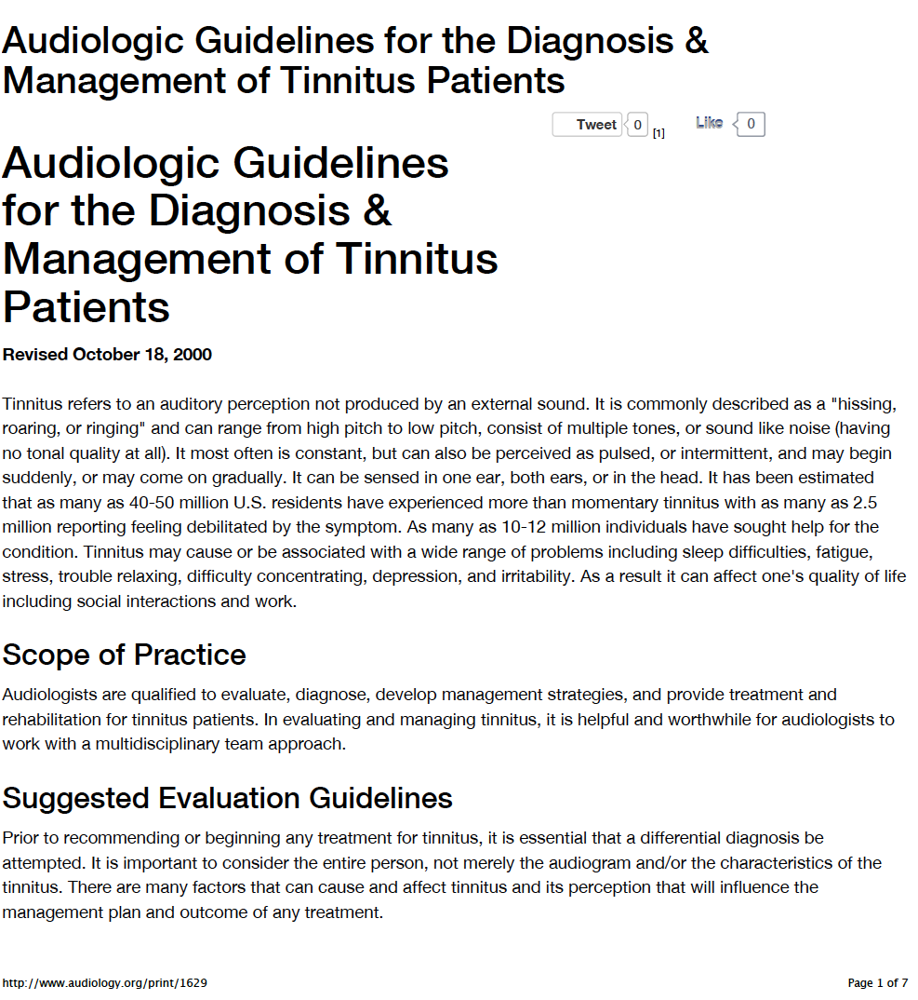 Audiologic Guidelines for the Diagnosis &
Management of Tinnitus Patients
Tweet 0 [1] Like 0
Audiologic Guidelines
for the Diagnosis &
Management of Tinnitus
Patients
Revised October 18, 2000
Tinnitus refers to an auditory perception not produced by an external sound. It is commonly described as a "hissing,
roaring, or ringing" and can range from high pitch to low pitch, consist of multiple tones, or sound like noise (having
no tonal quality at all). It most often is constant, but can also be perceived as pulsed, or intermittent, and may begin
suddenly, or may come on gradually. It can be sensed in one ear, both ears, or in the head. It has been estimated
that as many as 40-50 million U.S. residents have experienced more than momentary tinnitus with as many as 2.5
million reporting feeling debilitated by the symptom. As many as 10-12 million individuals have sought help for the
condition. Tinnitus may cause or be associated with a wide range of problems including sleep difficulties, fatigue,
stress, trouble relaxing, difficulty concentrating, depression, and irritability. As a result it can affect one's quality of life
including social interactions and work.
Scope of Practice
Audiologists are qualified to evaluate, diagnose, develop management strategies, and provide treatment and
rehabilitation for tinnitus patients. In evaluating and managing tinnitus, it is helpful and worthwhile for audiologists to
work with a multidisciplinary team approach.
Suggested Evaluation Guidelines
Prior to recommending or beginning any treatment for tinnitus, it is essential that a differential diagnosis be
attempted. It is important to consider the entire person, not merely the audiogram and/or the characteristics of the
tinnitus. There are many factors that can cause and affect tinnitus and its perception that will influence the
management plan and outcome of any treatment.
http://www.audiology.org/print/1629 Page 1 of 7